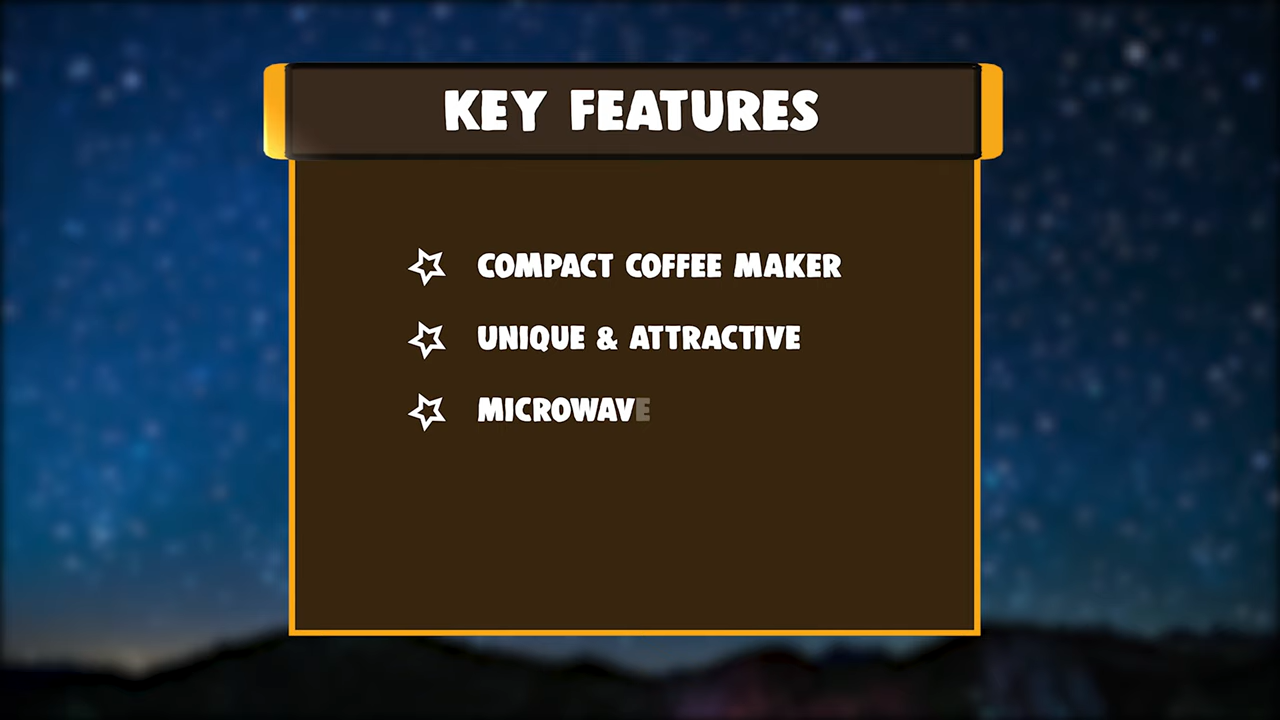 KEY FEATURES
COMPACT COFFEE MAKER
UNIQUE & ATTRACTIVE
MICROWAVE